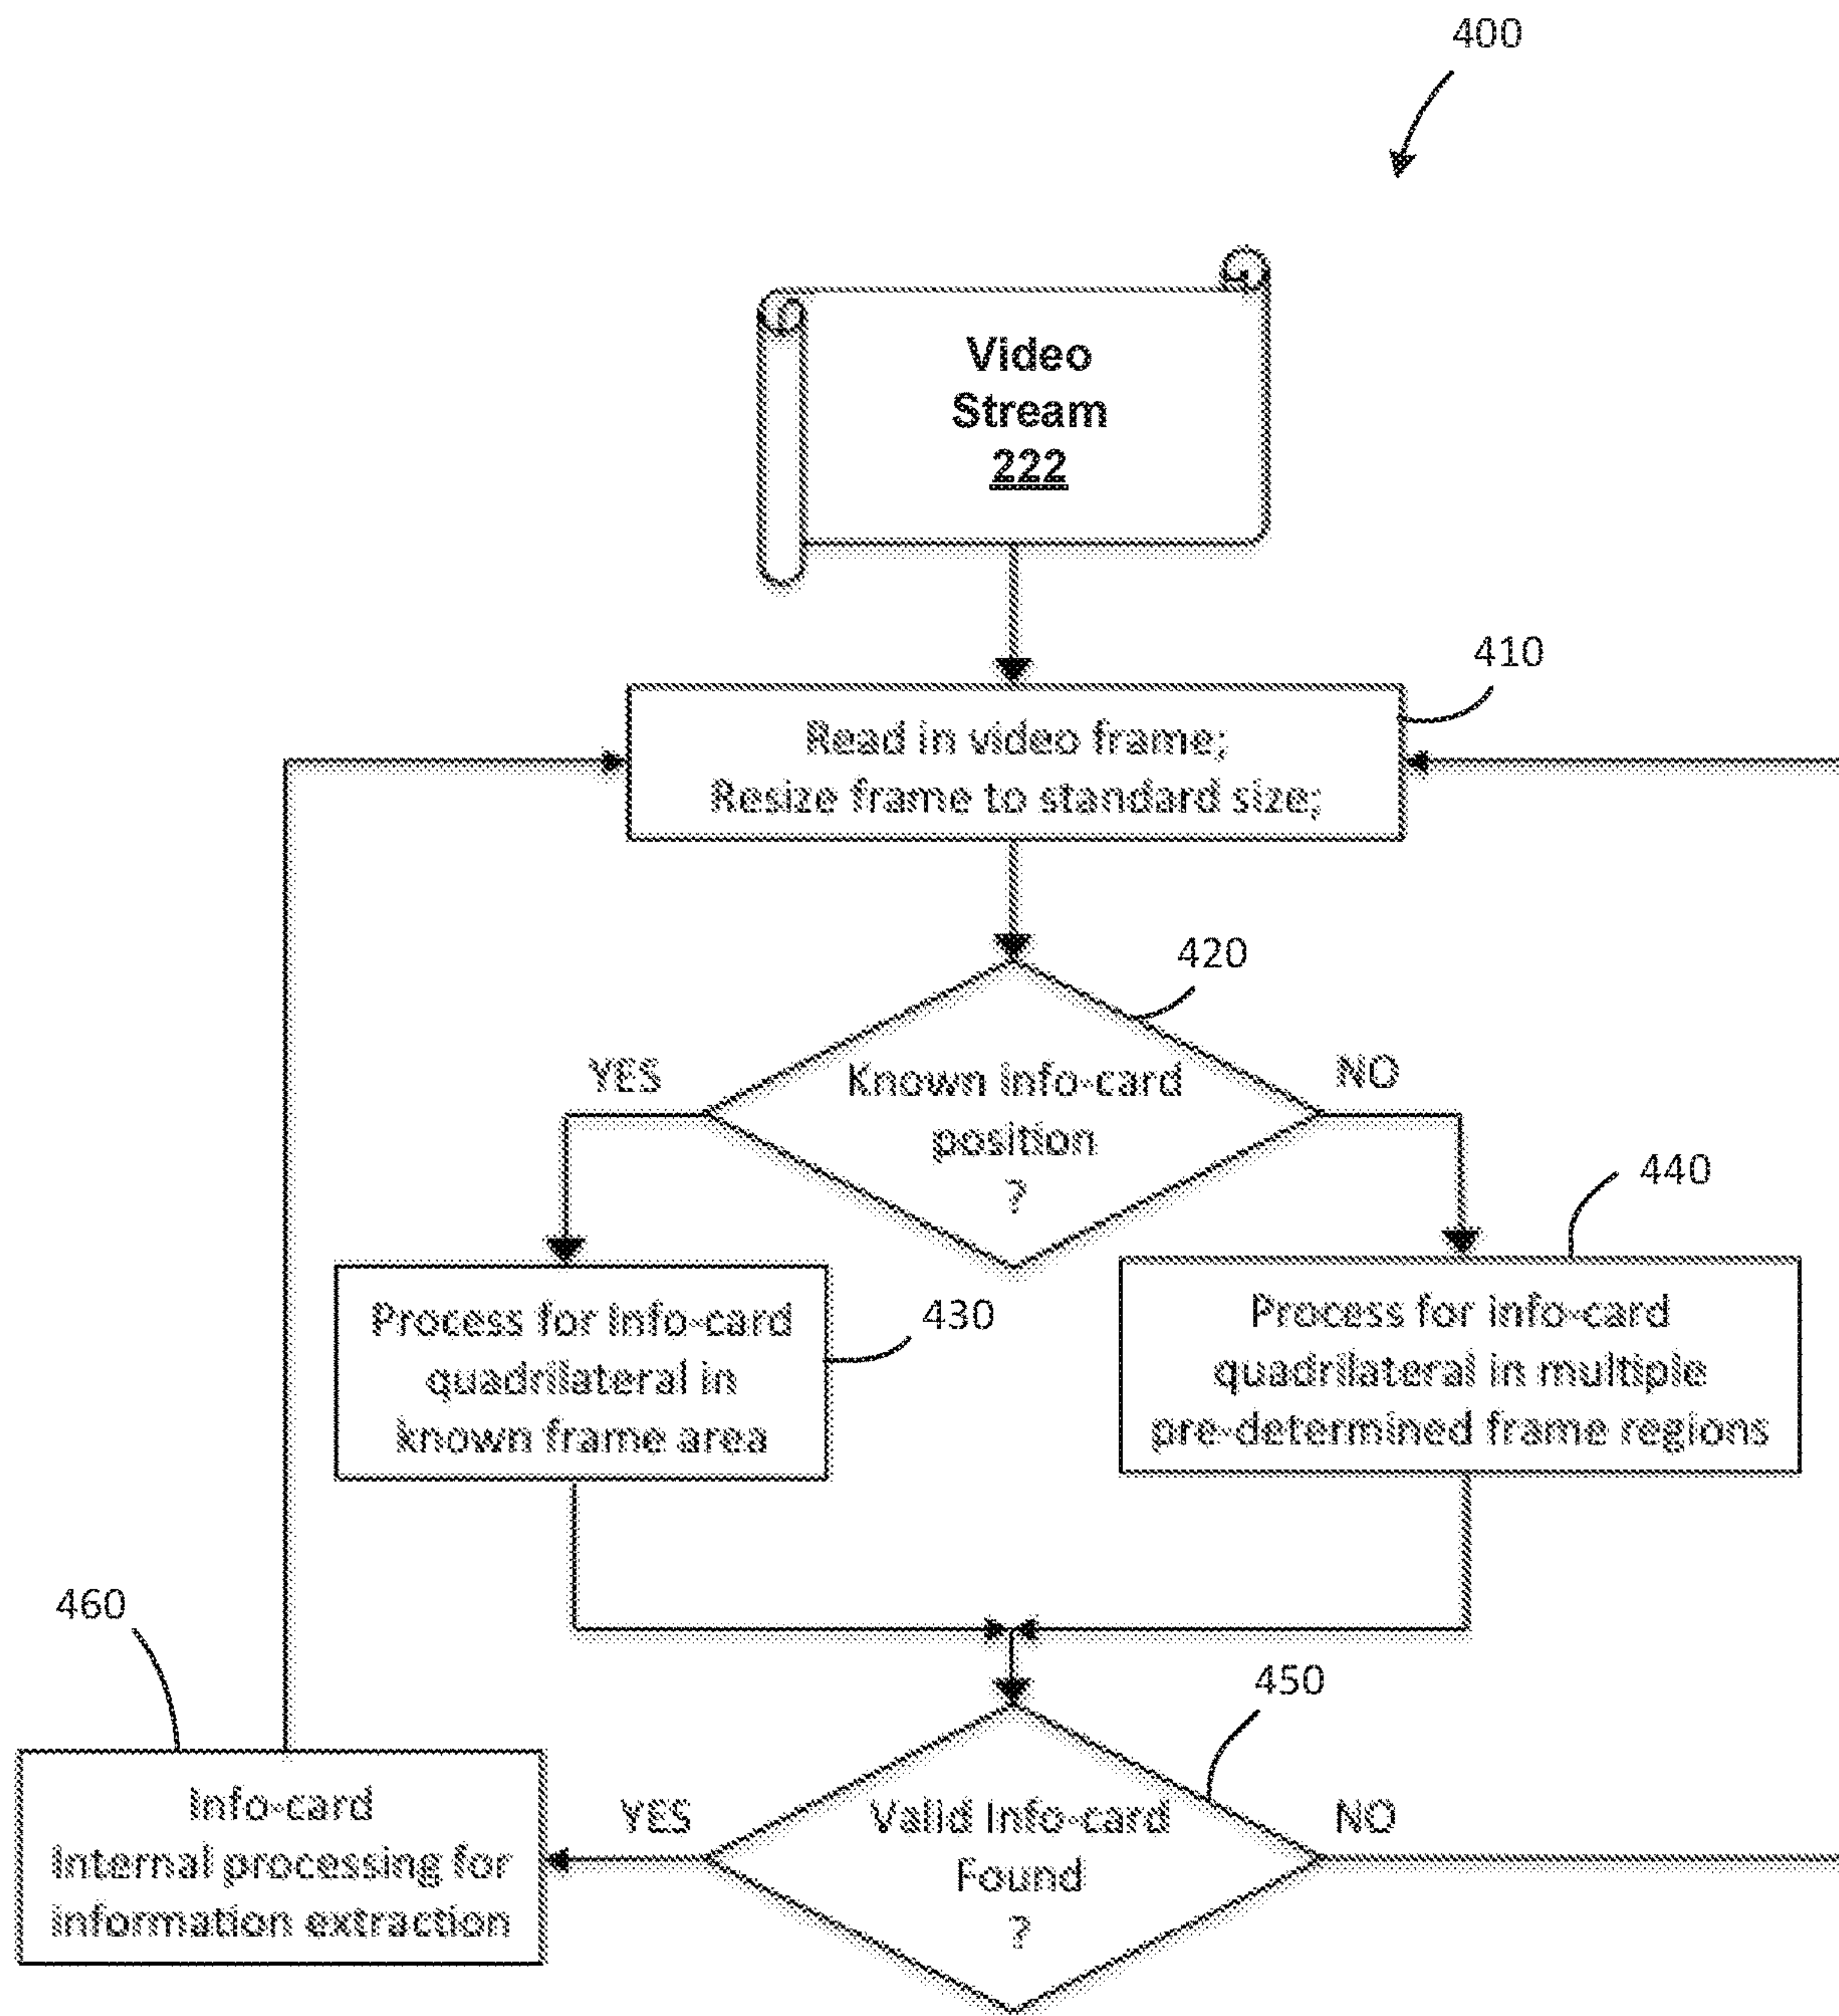 400
Video
Stream
222
410
Read in video frame;
Resize frame to standard size;
420
YES
Known info-card
position
?
NO
440
Process for info-card
quadrilateral in
known frame area
430
Process for info-card
quadrilateral in multiple
pre-determined frame regions
460
450
Info-card
Internal processing for
information extraction
YES
Valid Info-card
Found
?
NO